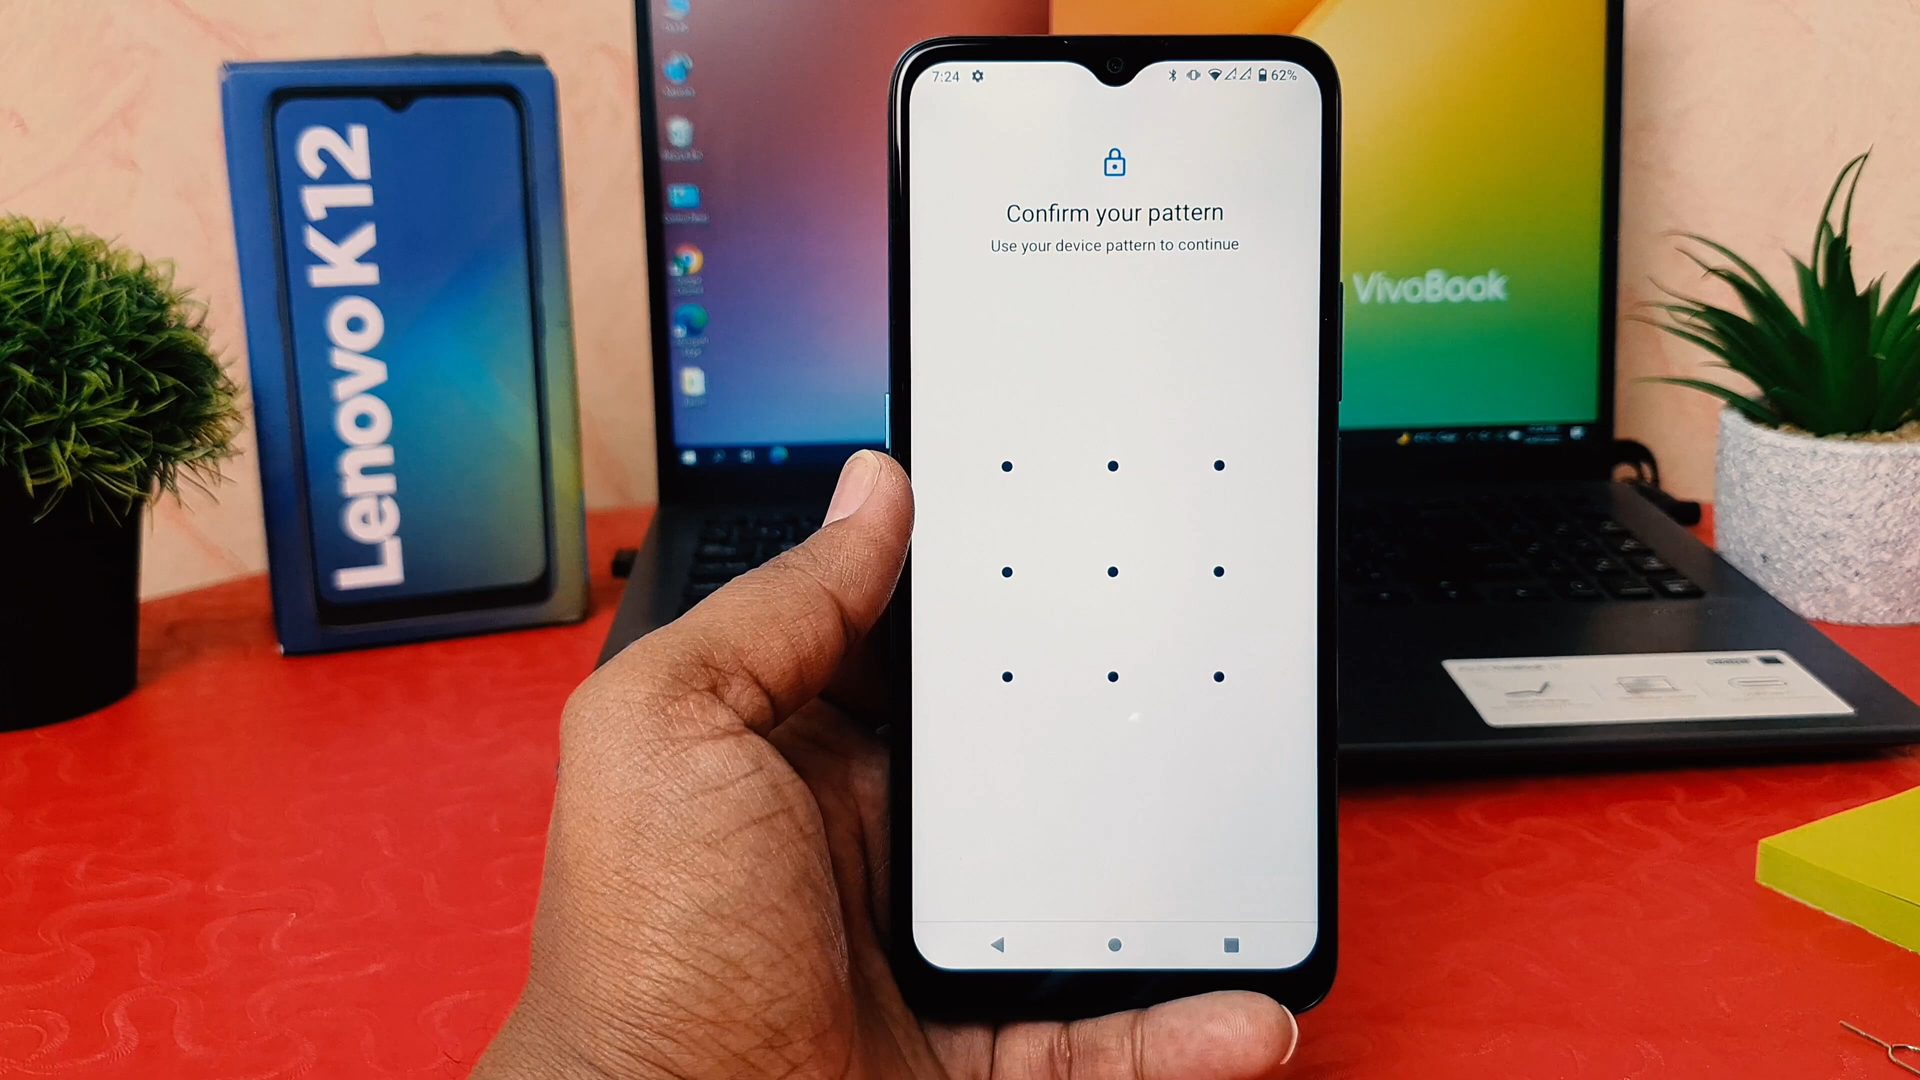 Lenovo K12
7:24
62%
Confirm your pattern
Use your device pattern to continue
VivoBook